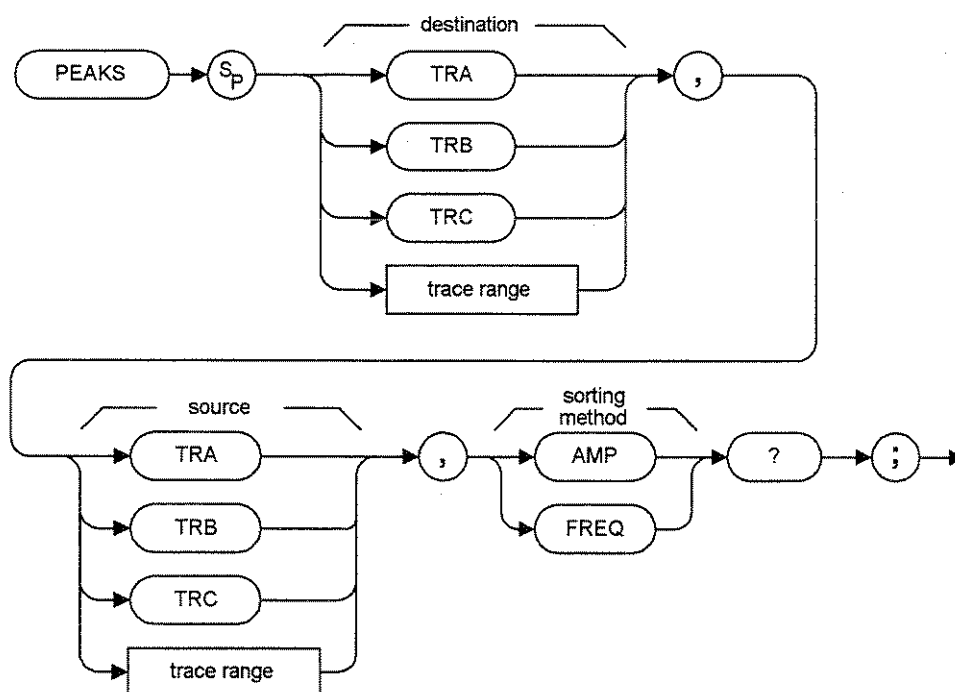 destination
PEAKS
SP
TRA
,
TRB
TRC
trace range
source
sorting
method
TRA
,
AMP
?
;
TRB
FREQ
TRC
trace range